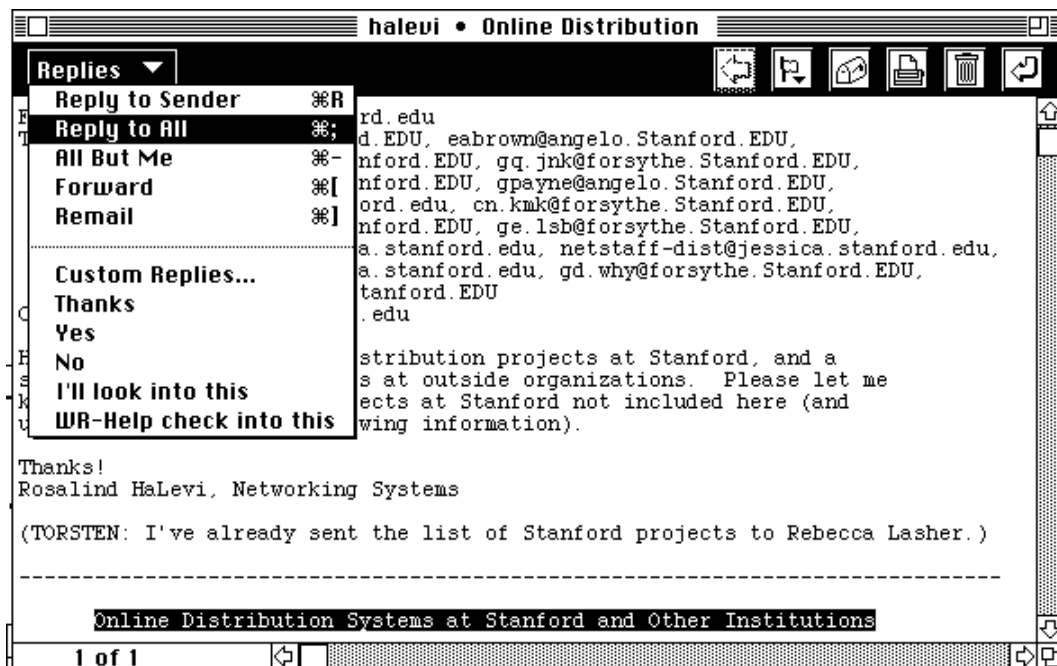 halevi • Online Distribution
Replies
Reply to Sender ⌘R
Reply to All ⌘;
All But Me ⌘-
Forward ⌘[
Remail ⌘]
Custom Replies...
Thanks
Yes
No
I'll look into this
WR-Help check into this
rd.edu
d.EDU, eabrown@angelo.Stanford.EDU,
nford.EDU, gq.jnk@forsythe.Stanford.EDU,
nford.EDU, gpayne@angelo.Stanford.EDU,
ord.edu, cn.kmk@forsythe.Stanford.EDU,
nford.EDU, ge.lsb@forsythe.Stanford.EDU,
a.stanford.edu, netstaff-dist@jessica.stanford.edu,
a.stanford.edu, gd.why@forsythe.Stanford.EDU,
tanford.EDU
.edu
stribution projects at Stanford, and a
s at outside organizations. Please let me
ects at Stanford not included here (and
wing information).
Thanks!
Rosalind HaLevi, Networking Systems
(TORSTEN: I've already sent the list of Stanford projects to Rebecca Lasher.)
----------------------------------------------------------------------
Online Distribution Systems at Stanford and Other Institutions
1 of 1